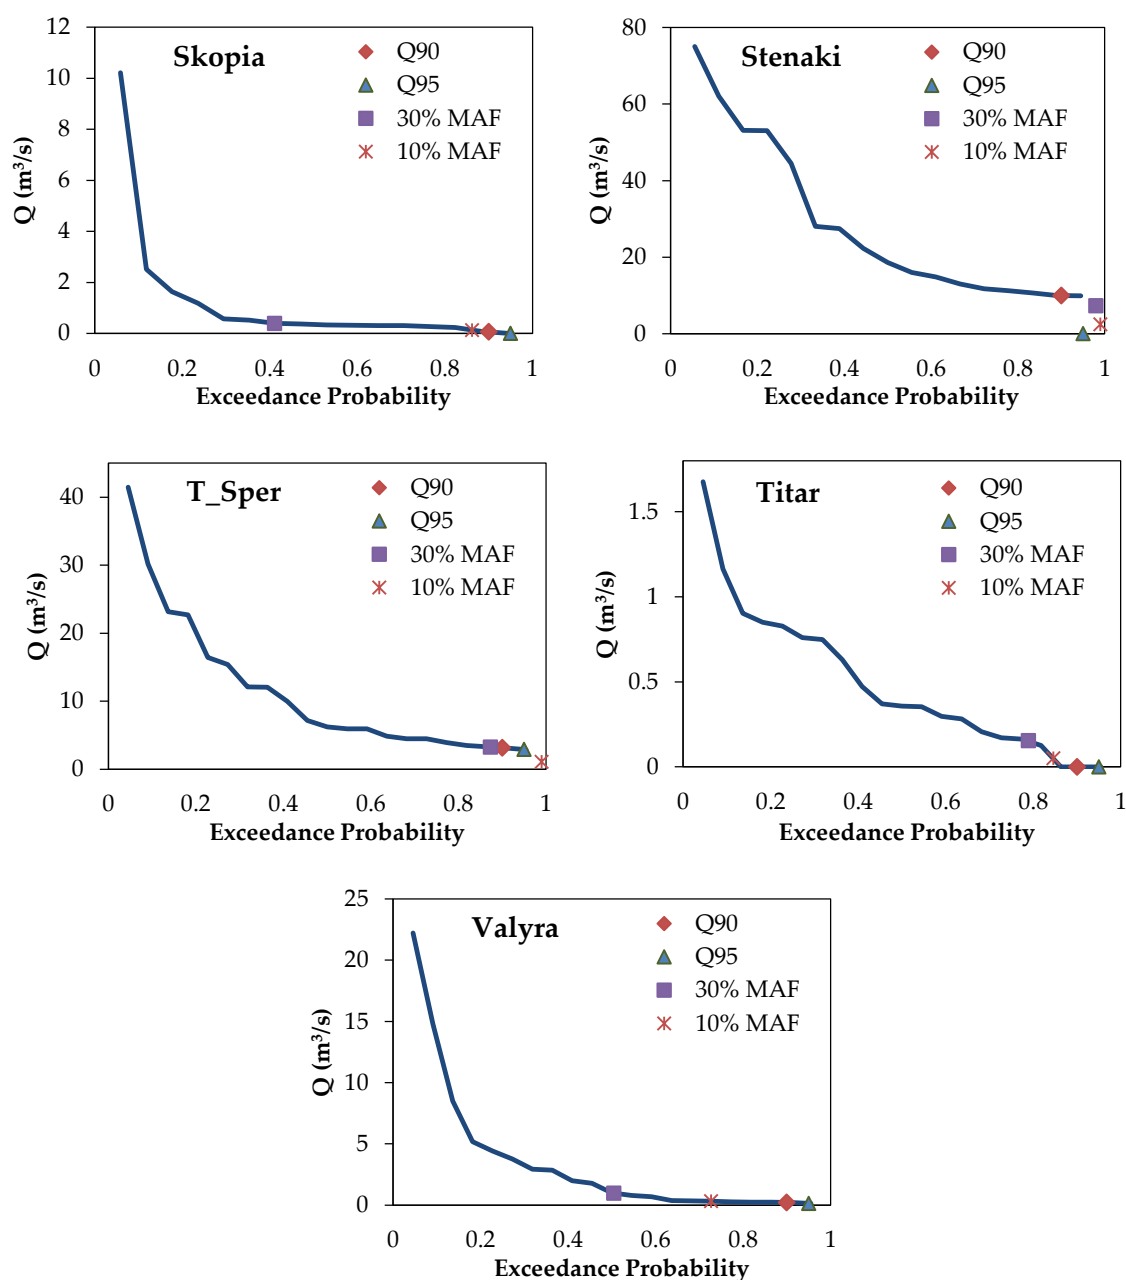 Skopia
Q90
Q95
30% MAF
10% MAF
12
10
8
6
4
2
0
Q (m³/s)
0 0.2 0.4 0.6 0.8 1
Exceedance Probability
Stenaki
Q90
Q95
30% MAF
10% MAF
80
60
40
20
0
Q (m³/s)
0 0.2 0.4 0.6 0.8 1
Exceedance Probability
T_Sper
Q90
Q95
30% MAF
10% MAF
40
30
20
10
0
Q (m³/s)
0 0.2 0.4 0.6 0.8 1
Exceedance Probability
Titar
Q90
Q95
30% MAF
10% MAF
1.5
1
0.5
0
Q (m³/s)
0 0.2 0.4 0.6 0.8 1
Exceedance Probability
Valyra
Q90
Q95
30% MAF
10% MAF
25
20
15
10
5
0
Q (m³/s)
0 0.2 0.4 0.6 0.8 1
Exceedance Probability